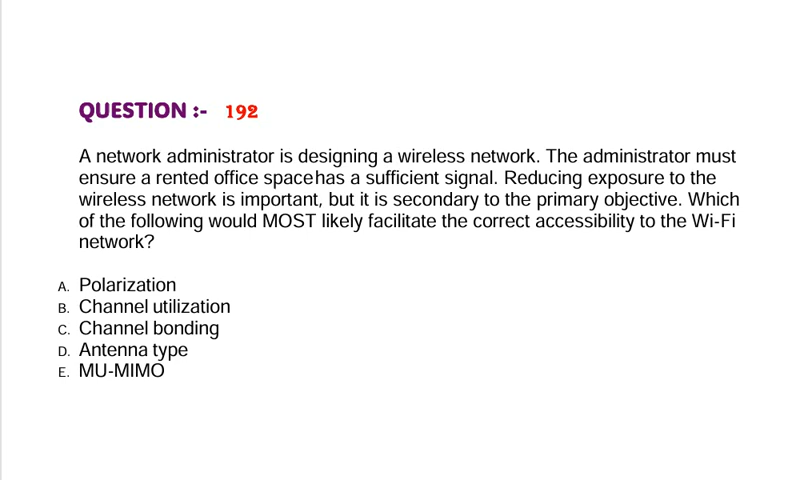 QUESTION :- 192
A network administrator is designing a wireless network. The administrator must
ensure a rented office space has a sufficient signal. Reducing exposure to the
wireless network is important, but it is secondary to the primary objective. Which
of the following would MOST likely facilitate the correct accessibility to the Wi-Fi
network?
A. Polarization
B. Channel utilization
C. Channel bonding
D. Antenna type
E. MU-MIMO